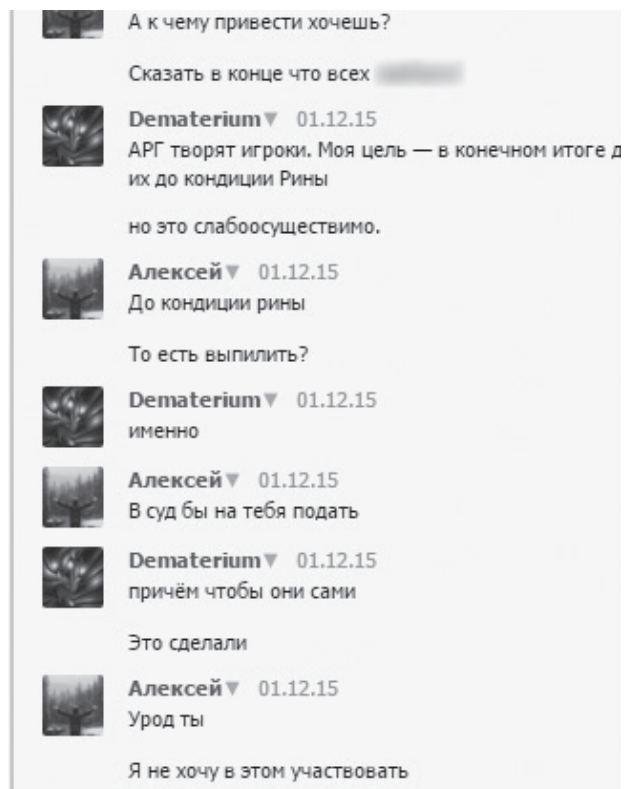 А к чему привести хочешь?
Сказать в конце что всех
Dematerium▼ 01.12.15
АРГ творят игроки. Моя цель — в конечном итоге
их до кондиции Рины
но это слабоосуществимо.
Алексей▼ 01.12.15
До кондиции рины
То есть выпилить?
Dematerium▼ 01.12.15
именно
Алексей▼ 01.12.15
В суд бы на тебя подать
Dematerium▼ 01.12.15
причём чтобы они сами
Это сделали
Алексей▼ 01.12.15
Урод ты
Я не хочу в этом участвовать